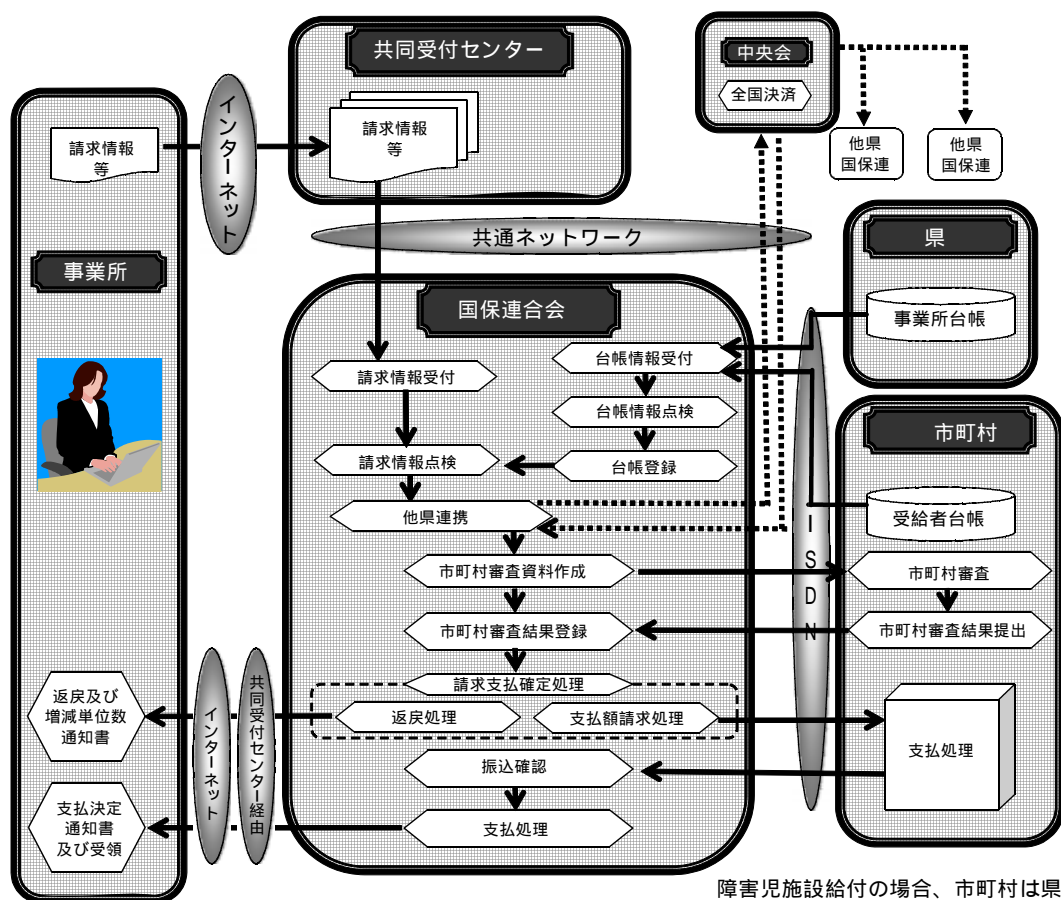 共同受付センター
請求情報
等
中央会
全国決済
他県
国保連
他県
国保連
インターネット
請求情報
等
事業所
共通ネットワーク
県
事業所台帳
国保連合会
請求情報受付
台帳情報受付
台帳情報点検
請求情報点検
台帳登録
他県連携
市町村
受給者台帳
ISDN
市町村審査資料作成
市町村審査
市町村審査結果登録
市町村審査結果提出
請求支払確定処理
返戻処理
支払額請求処理
返戻及び
増減単位数
通知書
インターネット
共同受付センター経由
支払処理
振込確認
支払処理
支払決定
通知書
及び受領
障害児施設給付の場合、市町村は県